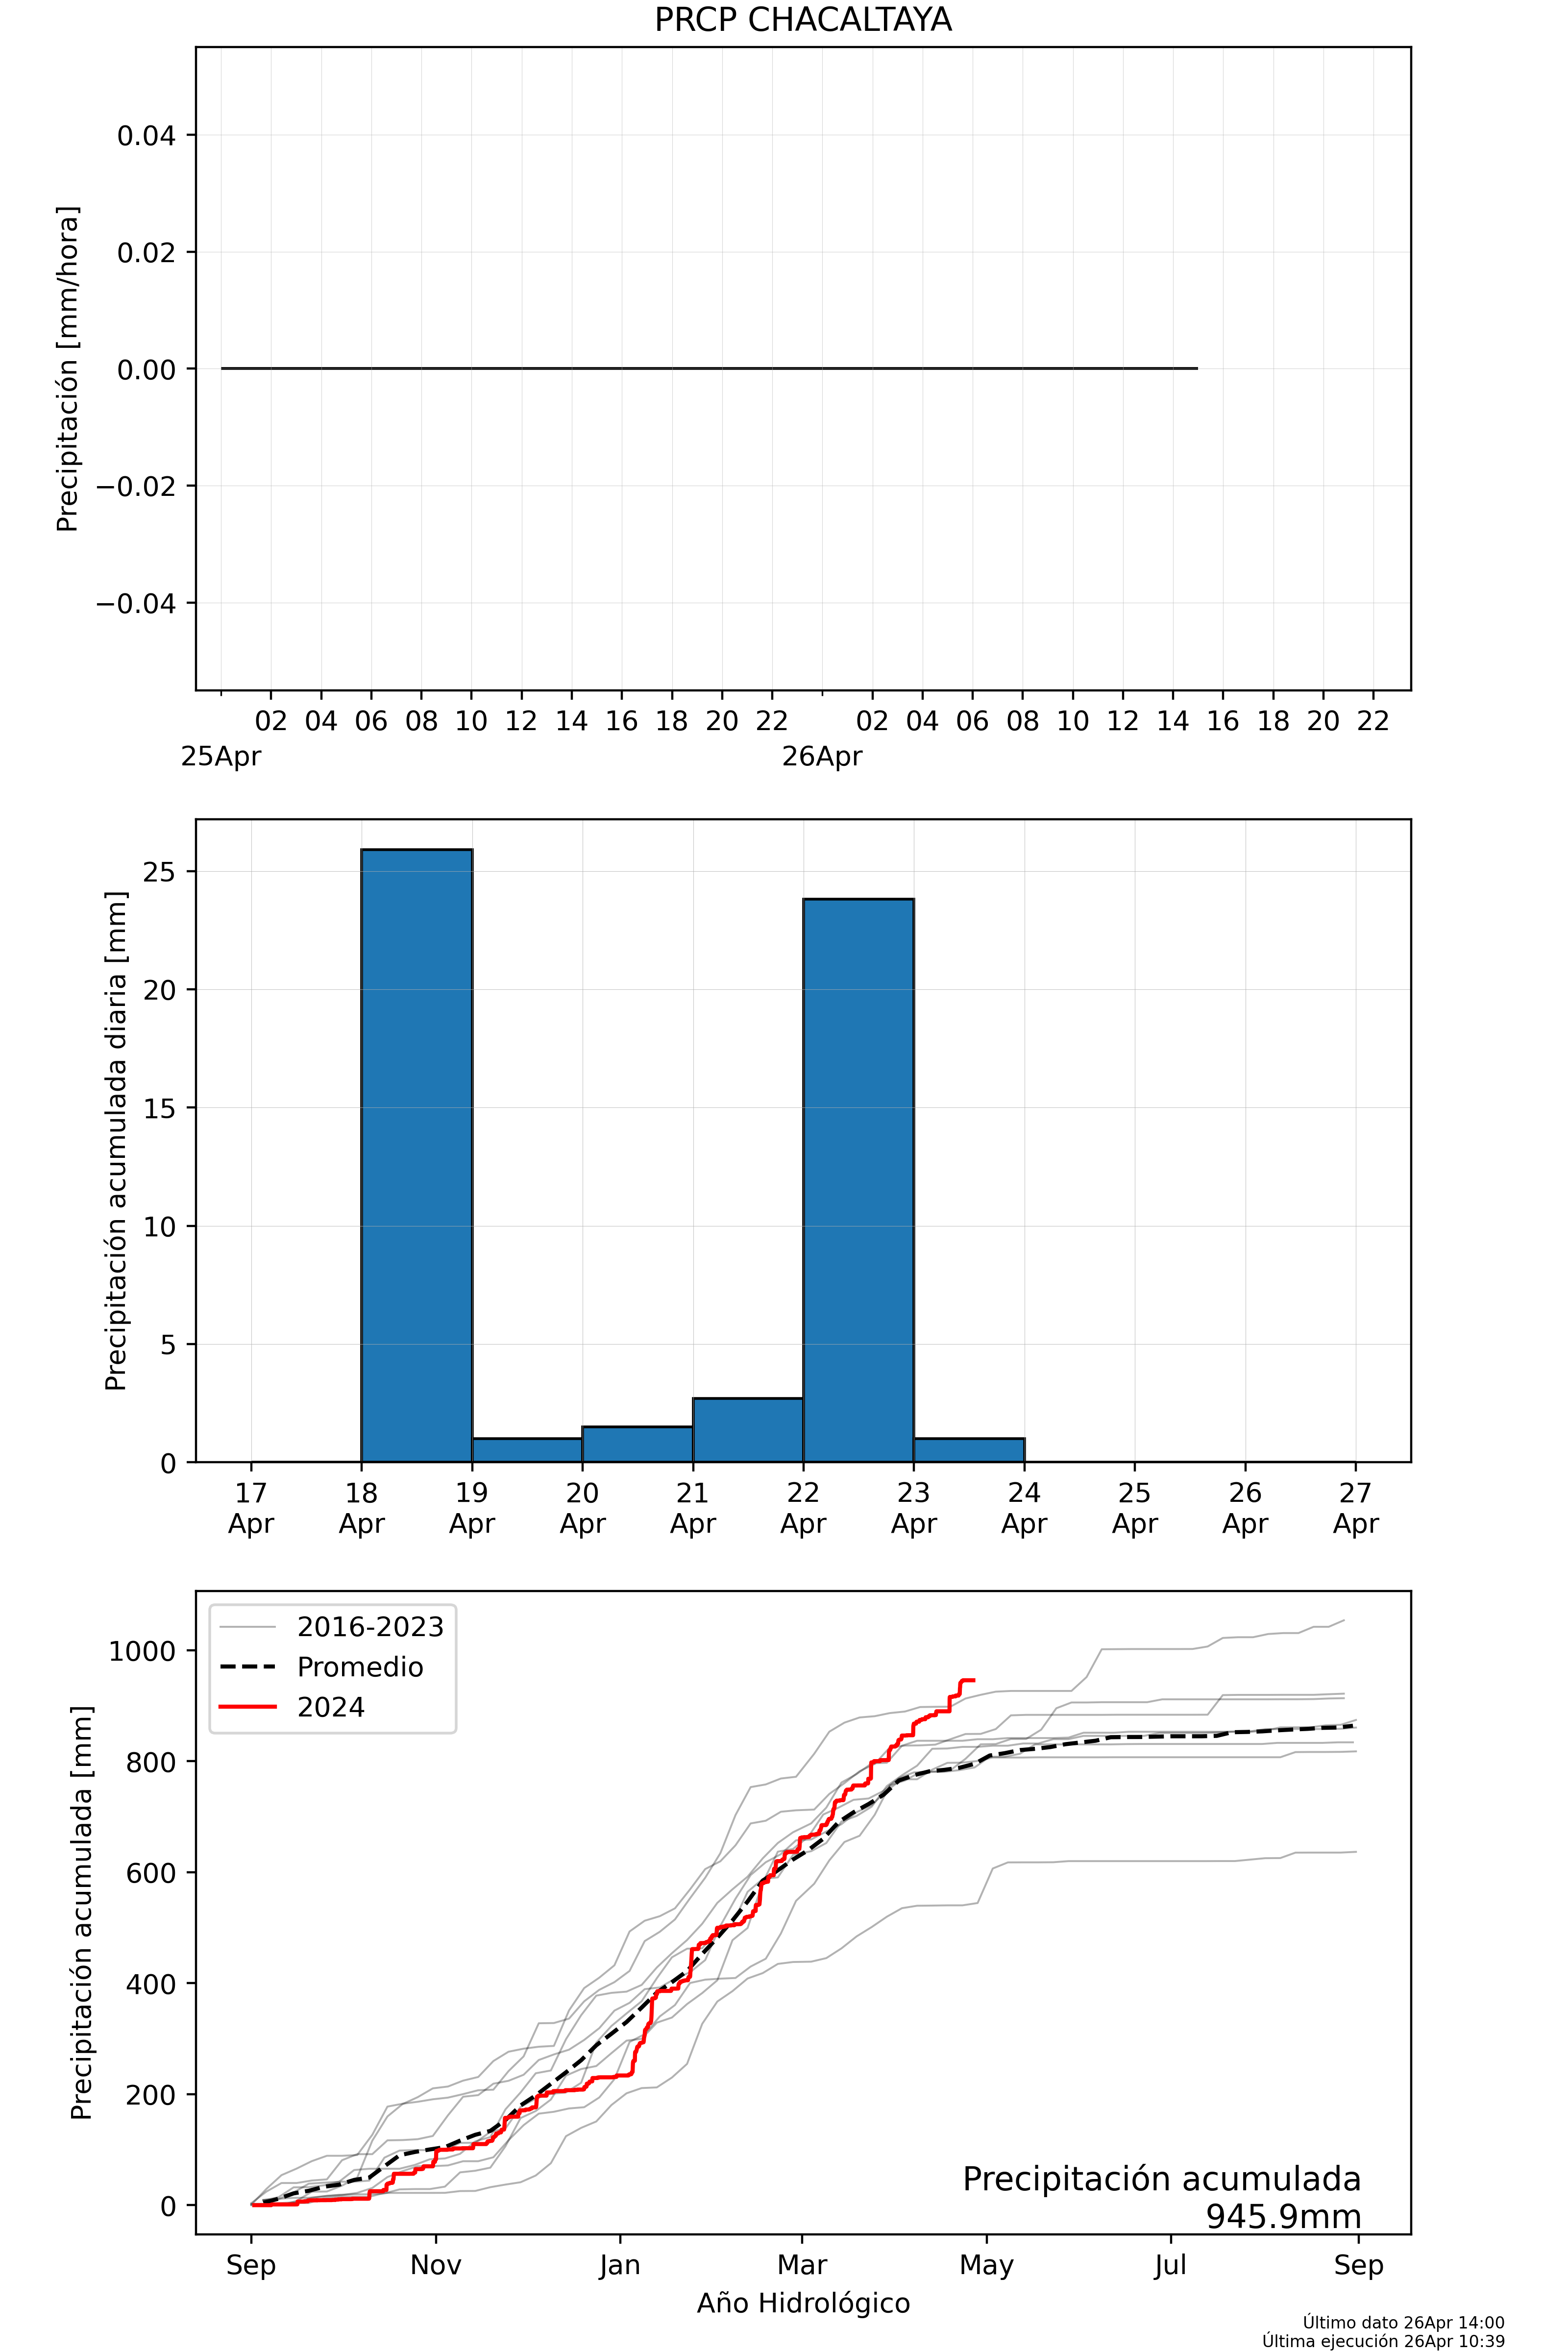 PRCP CHACALTAYA
Precipitación [mm/hora]
0.04
0.02
0.00
−0.02
−0.04
02 04 06 08 10 12 14 16 18 20 22 02 04 06 08 10 12 14 16 18 20 22
25Apr 26Apr
Precipitación acumulada diaria [mm]
25
20
15
10
5
0
17 18 19 20 21 22 23 24 25 26 27
Apr Apr Apr Apr Apr Apr Apr Apr Apr Apr Apr
Precipitación acumulada [mm]
1000
800
600
400
200
0
2016-2023
Promedio
2024
Precipitación acumulada
945.9mm
Sep Nov Jan Mar May Jul Sep
Año Hidrológico
Último dato 26Apr 14:00
Última ejecución 26Apr 10:39